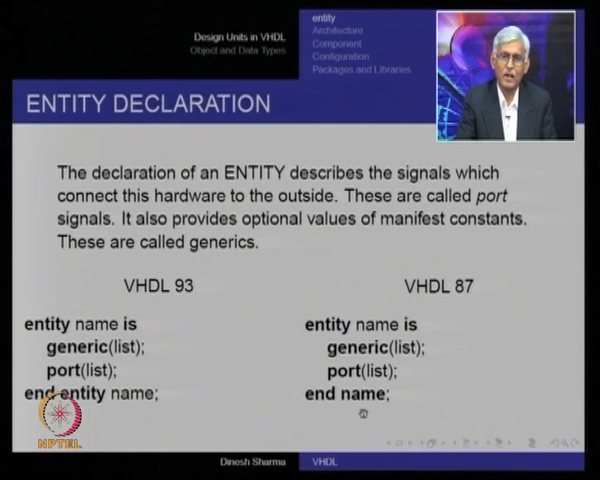 Design Units in VHDL
Object and Data Types
entity
Architecture
Component
Configuration
Packages and Libraries
ENTITY DECLARATION
The declaration of an ENTITY describes the signals which
connect this hardware to the outside. These are called port
signals. It also provides optional values of manifest constants.
These are called generics.
VHDL 93
entity name is
generic(list);
port(list);
end entity name;
VHDL 87
entity name is
generic(list);
port(list);
end name;
NPTEL
Dinesh Sharma
VHDL